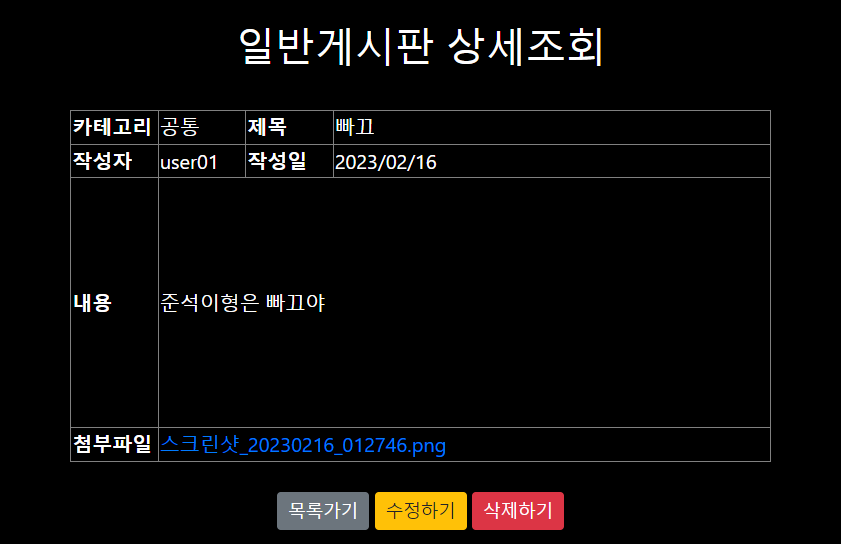 일반게시판 상세조회
카테고리 공통 제목 빠끄
작성자 user01 작성일 2023/02/16
내용 준석이형은 빠끄야
첨부파일 스크린샷_20230216_012746.png
목록가기 수정하기 삭제하기